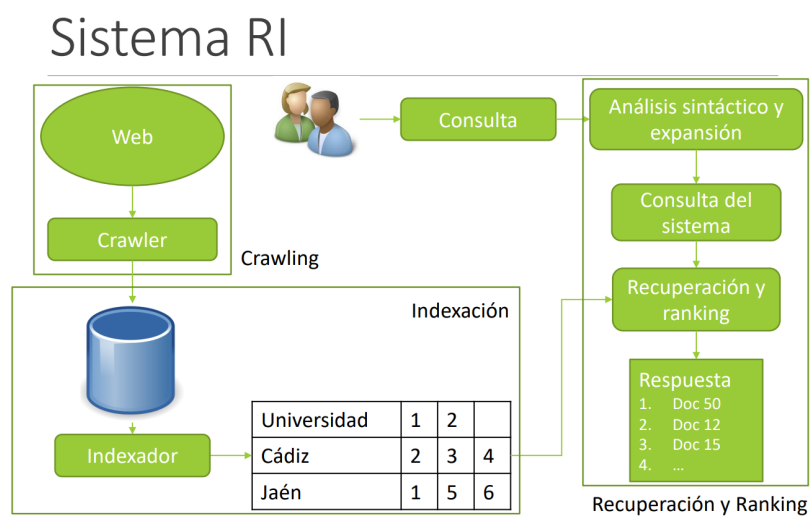 Sistema RI
Web
Crawler
Crawling
Consulta
Análisis sintáctico y
expansión
Consulta del
sistema
Recuperación y
ranking
Respuesta
1. Doc 50
2. Doc 12
3. Doc 15
4. ...
Recuperación y Ranking
Indexación
Indexador
Universidad 1 2
Cádiz 2 3 4
Jaén 1 5 6